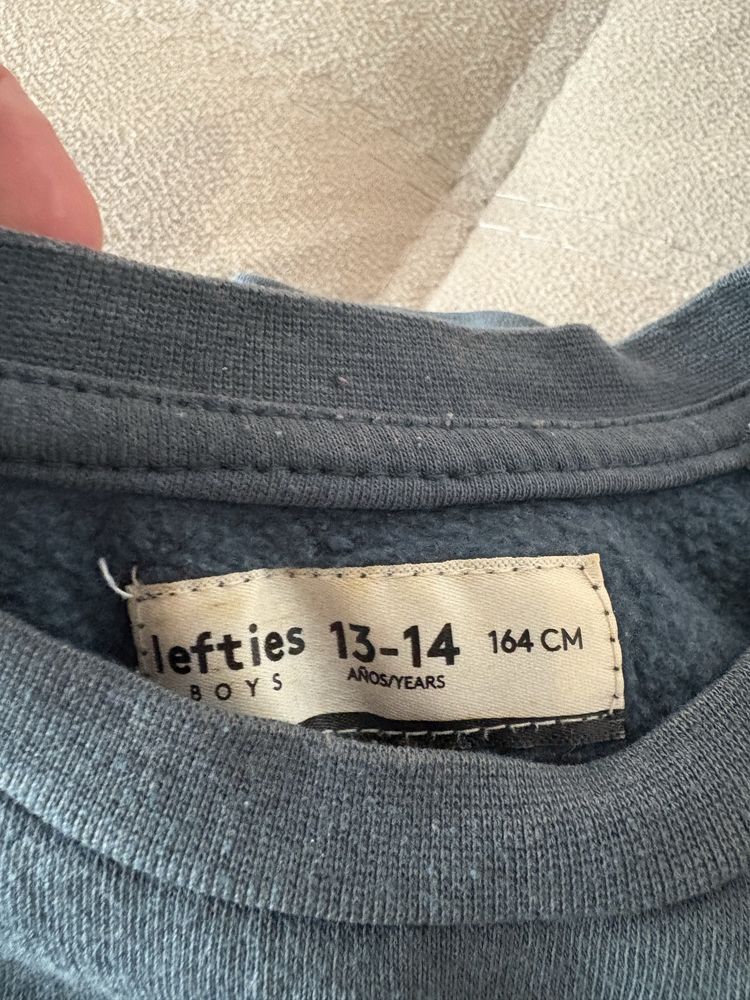 lefties 13-14 164 CM
BOYS AÑOS/YEARS